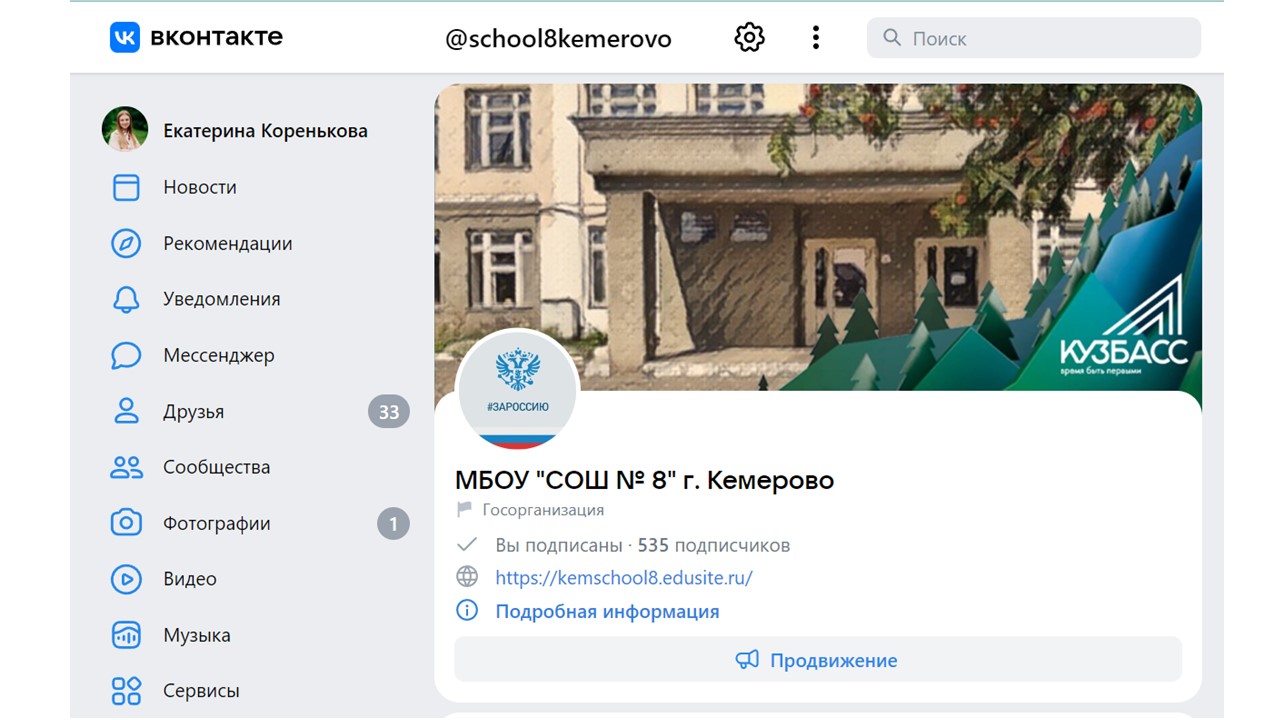 вконтакте
@school8kemerovo
Поиск
Екатерина Коренькова
Новости
Рекомендации
Уведомления
Мессенджер
Друзья
33
Сообщества
Фотографии
1
Видео
Музыка
Сервисы
КУЗБАСС
время быть первыми
#ЗАРОССИЮ
МБОУ "СОШ № 8" г. Кемерово
Госорганизация
Вы подписаны · 535 подписчиков
https://kemschool8.edusite.ru/
Подробная информация
Продвижение